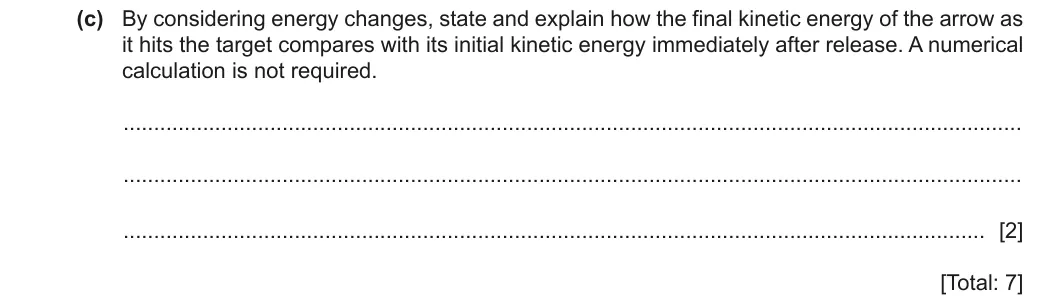 (c) By considering energy changes, state and explain how the final kinetic energy of the arrow as
it hits the target compares with its initial kinetic energy immediately after release. A numerical
calculation is not required.
..........................................................................................................................................................
..........................................................................................................................................................
.................................................................................................................................................... [2]
[Total: 7]